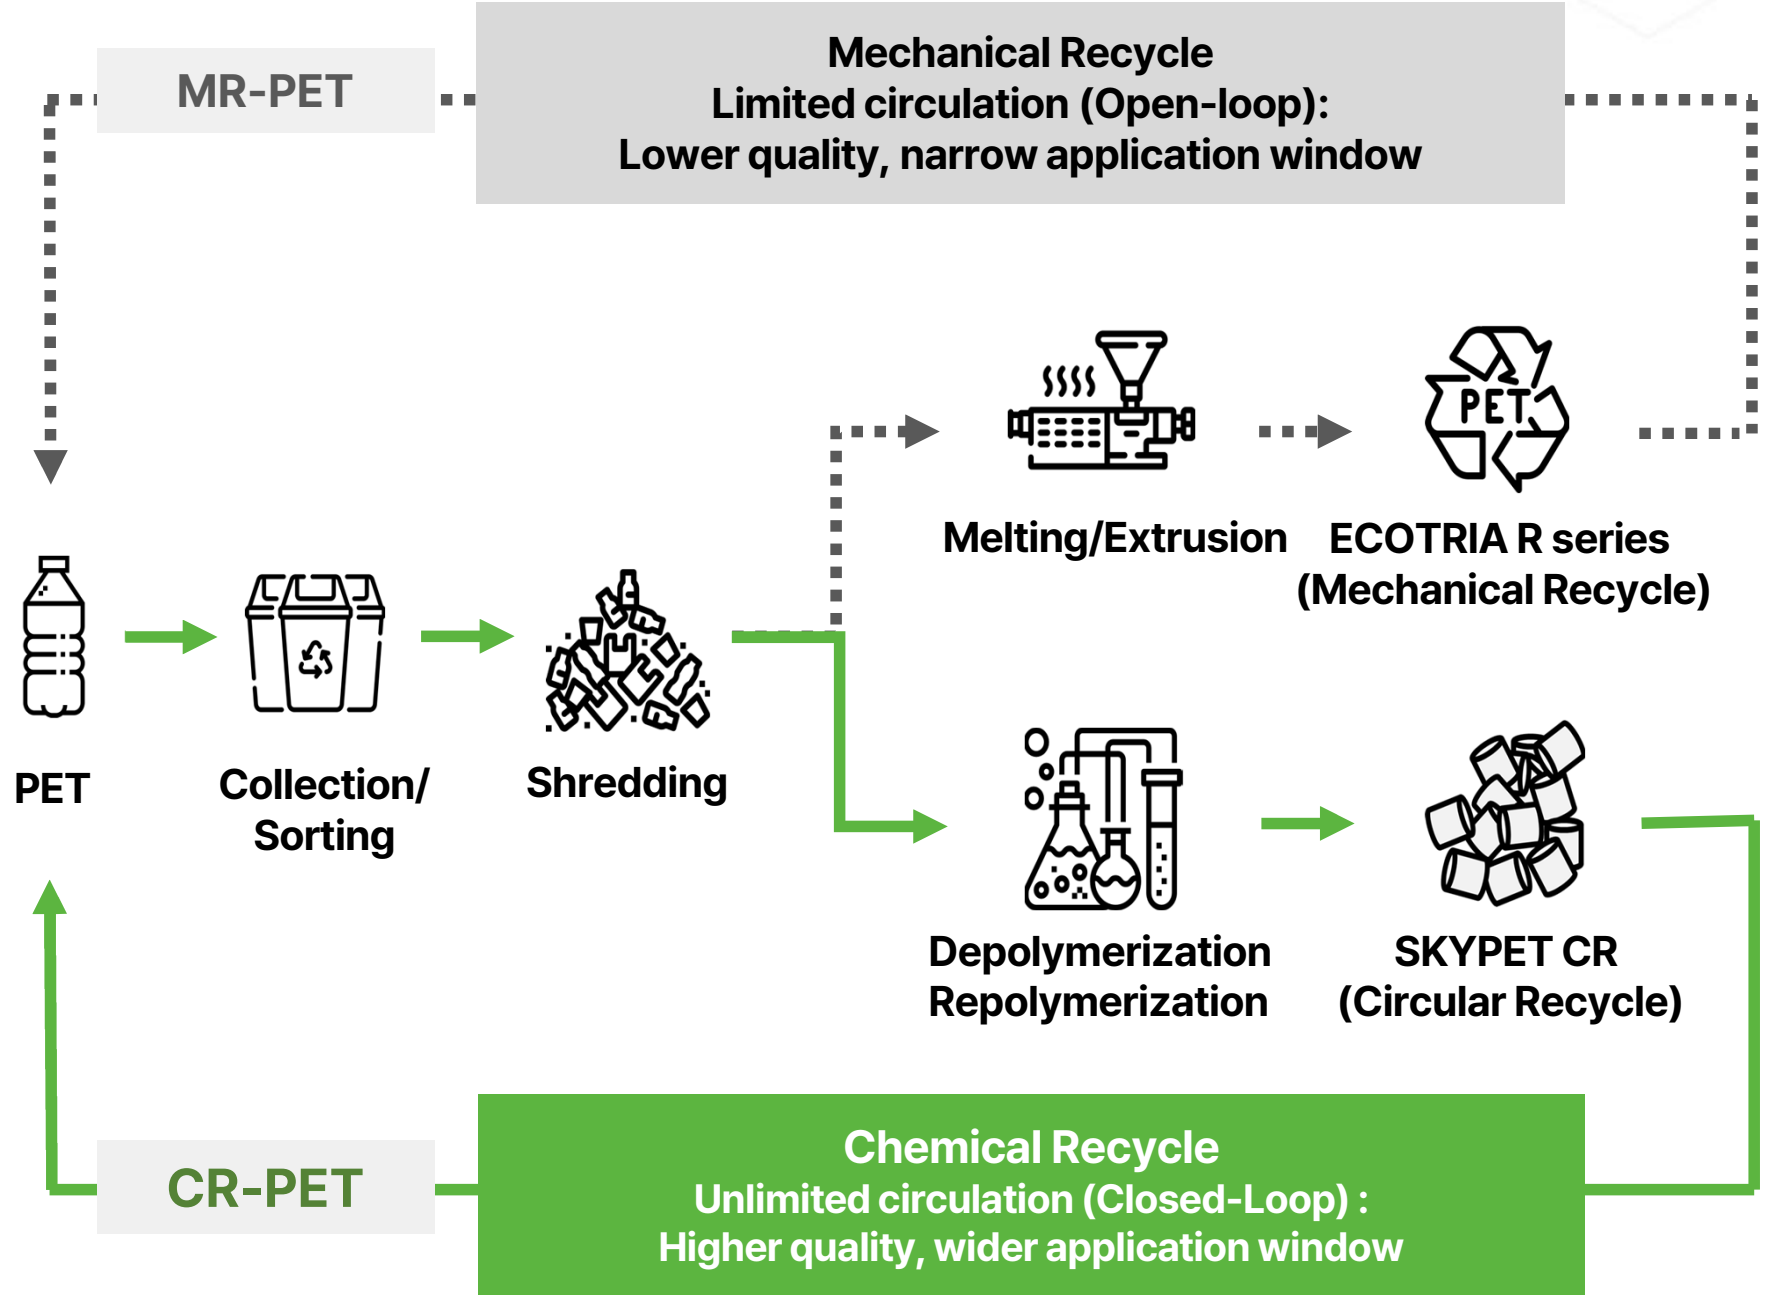 MR-PET
Mechanical Recycle
Limited circulation (Open-loop):
Lower quality, narrow application window
PET
Melting/Extrusion
ECOTRIA R series
(Mechanical Recycle)
PET
Collection/
Sorting
Shredding
Depolymerization
Repolymerization
SKYPET CR
(Circular Recycle)
CR-PET
Chemical Recycle
Unlimited circulation (Closed-Loop) :
Higher quality, wider application window